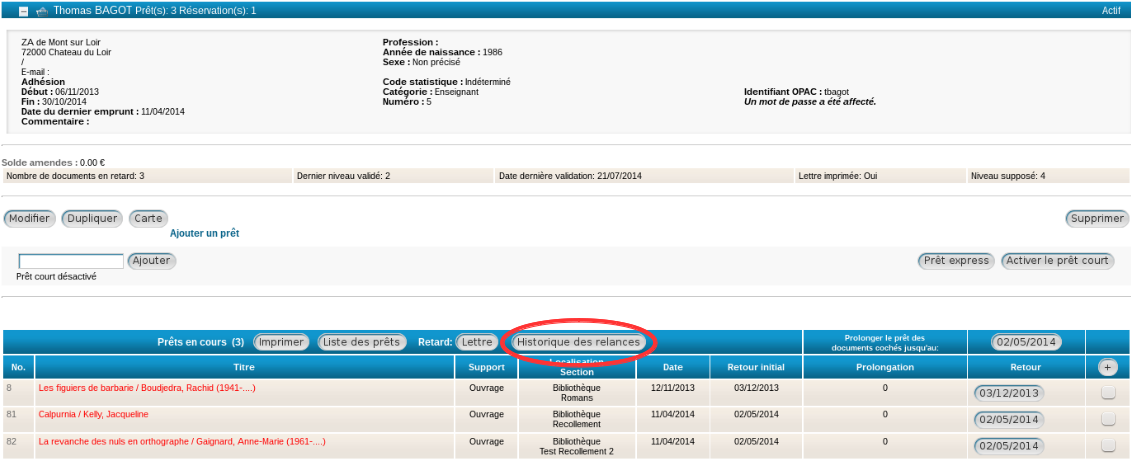 Thomas BAGOT Prêt(s): 3 Réservation(s): 1 Actif
ZA de Mont sur Loir
72000 Chateau du Loir
/
E-mail :
Adhésion
Début : 06/11/2013
Fin : 30/10/2014
Date du dernier emprunt : 11/04/2014
Commentaire :
Profession :
Année de naissance : 1986
Sexe : Non précisé
Code statistique : Indéterminé
Catégorie : Enseignant
Numéro : 5
Identifiant OPAC : tbagot
Un mot de passe a été affecté.
Solde amendes : 0.00 €
Nombre de documents en retard: 3 Dernier niveau validé: 2 Date dernière validation: 21/07/2014 Lettre imprimée: Oui Niveau supposé: 4
Modifier Dupliquer Carte Supprimer
Ajouter un prêt
Ajouter Prêt express Activer le prêt court
Prêt court désactivé
Prêts en cours (3) Imprimer Liste des prêts Retard: Lettre Historique des relances Prolonger le prêt des documents cochés jusqu'au: 02/05/2014
No. Titre Support Localisation Section Date Retour initial Prolongation Retour +
8 Les figuiers de barbarie / Boudjedra, Rachid (1941-....) Ouvrage Bibliothèque Romans 12/11/2013 03/12/2013 0 03/12/2013
81 Calpurnia / Kelly, Jacqueline Ouvrage Bibliothèque Recollement 11/04/2014 02/05/2014 0 02/05/2014
82 La revanche des nuls en orthographe / Gaignard, Anne-Marie (1961-....) Ouvrage Bibliothèque Test Recollement 2 11/04/2014 02/05/2014 0 02/05/2014